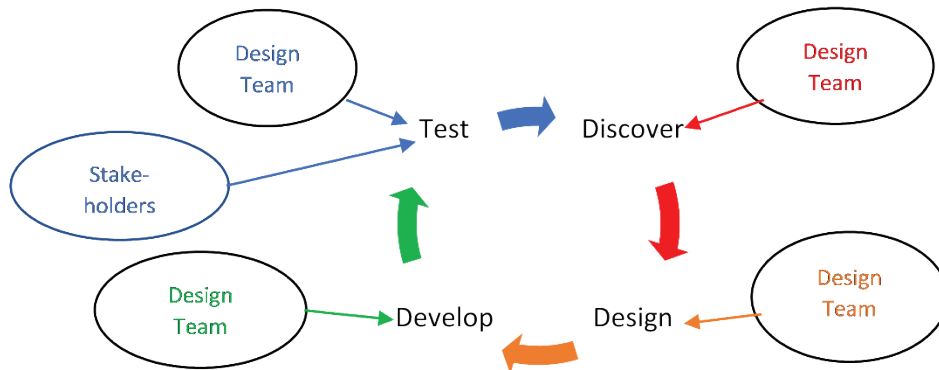 Design
Team
Design
Team
Test
Discover
Stake-
holders
Design
Team
Design
Team
Develop
Design